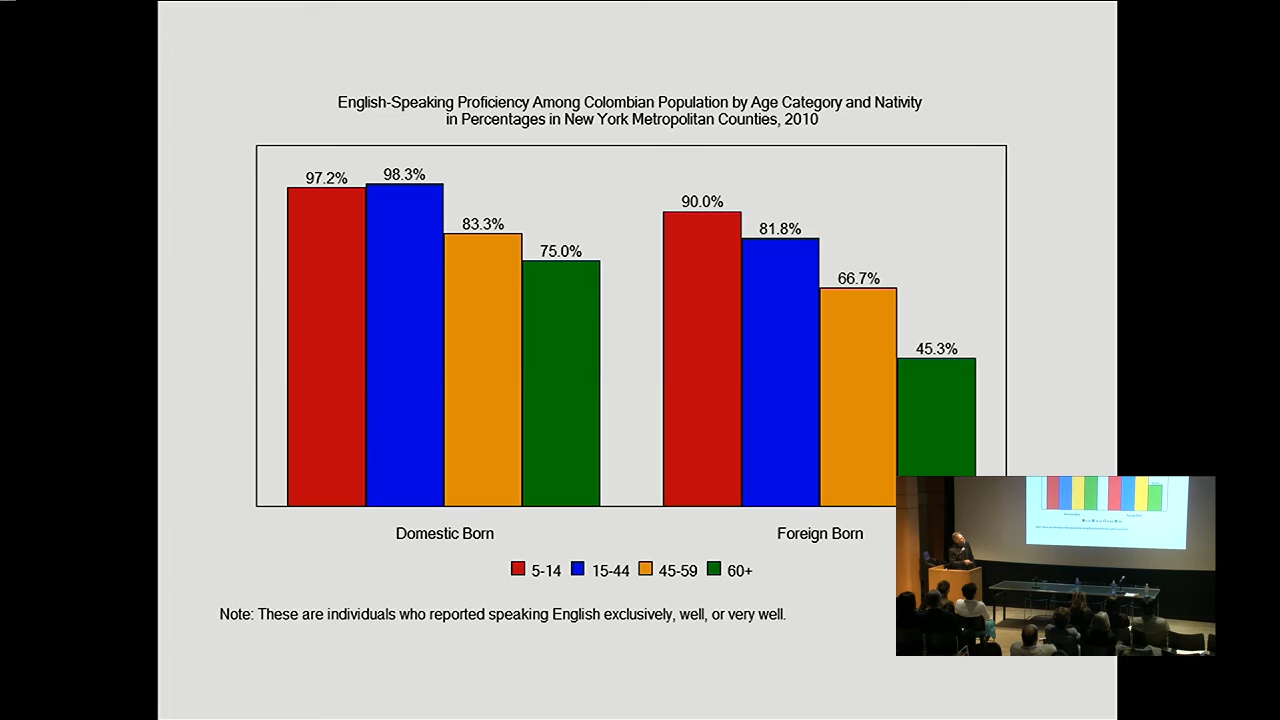 English-Speaking Proficiency Among Colombian Population by Age Category and Nativity
in Percentages in New York Metropolitan Counties, 2010
97.2%
98.3%
83.3%
75.0%
90.0%
81.8%
66.7%
45.3%
Domestic Born
Foreign Born
5-14
15-44
45-59
60+
Note: These are individuals who reported speaking English exclusively, well, or very well.